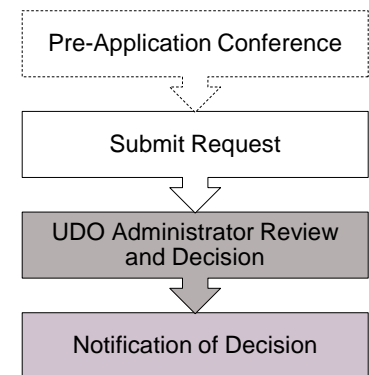 Pre-Application Conference
Submit Request
UDO Administrator Review
and Decision
Notification of Decision